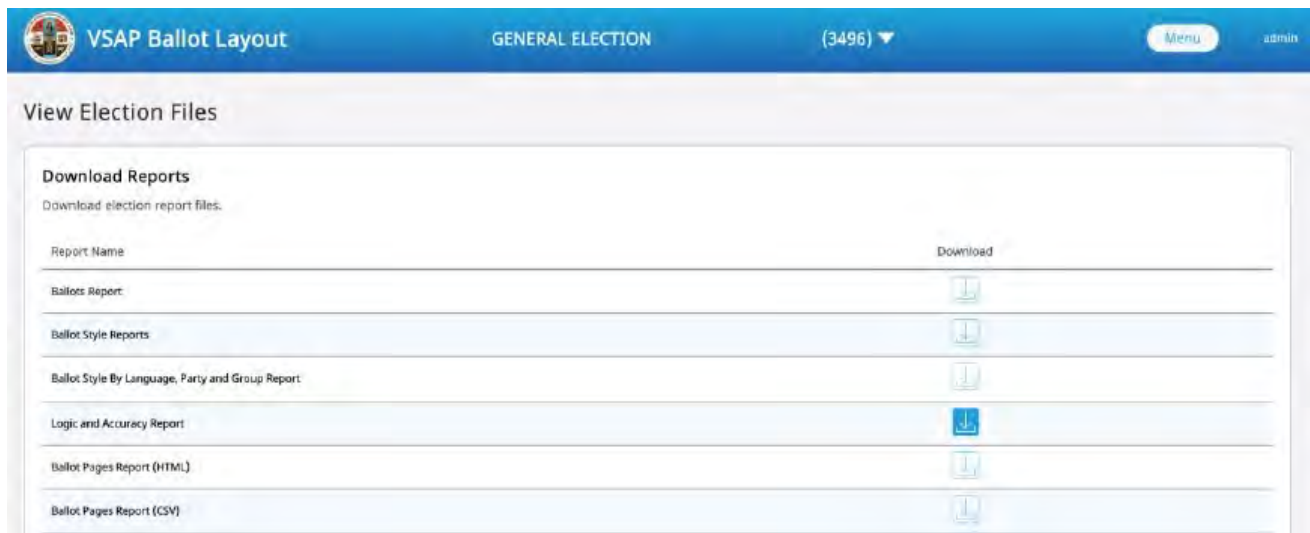 VSAP Ballot Layout GENERAL ELECTION (3496) Menu admin
View Election Files
Download Reports
Download election report files.
Report Name Download
Ballots Report
Ballot Style Reports
Ballot Style By Language, Party and Group Report
Logic and Accuracy Report
Ballot Pages Report (HTML)
Ballot Pages Report (CSV)